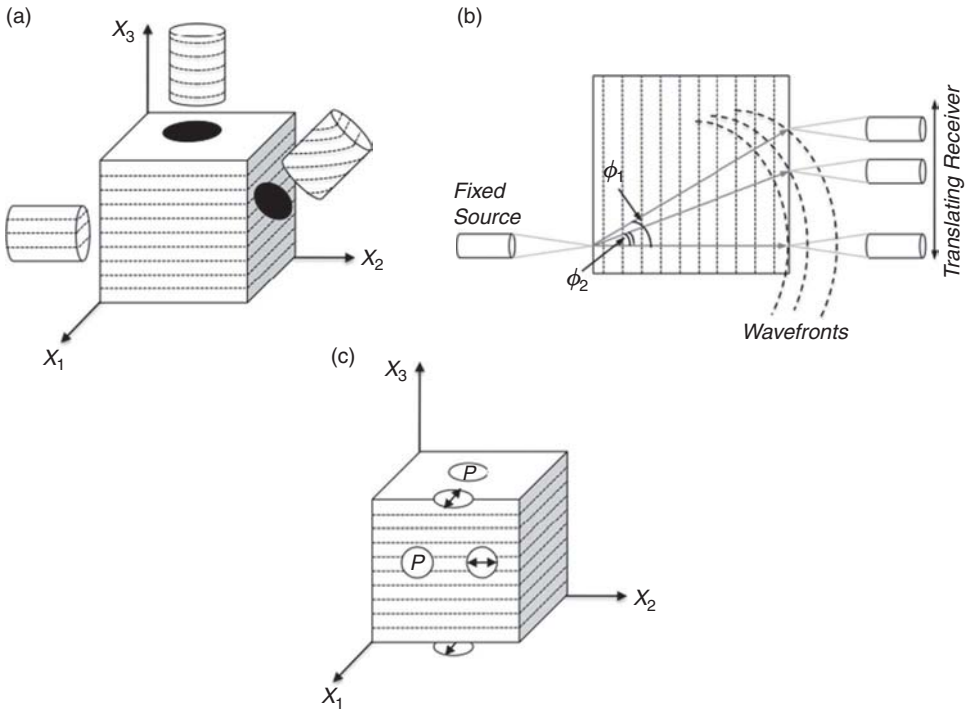 (a)
X3
X2
X1
(b)
Fixed
Source
ϕ1
ϕ2
Wavefronts
Translating Receiver
(c)
X3
P
P
X2
X1